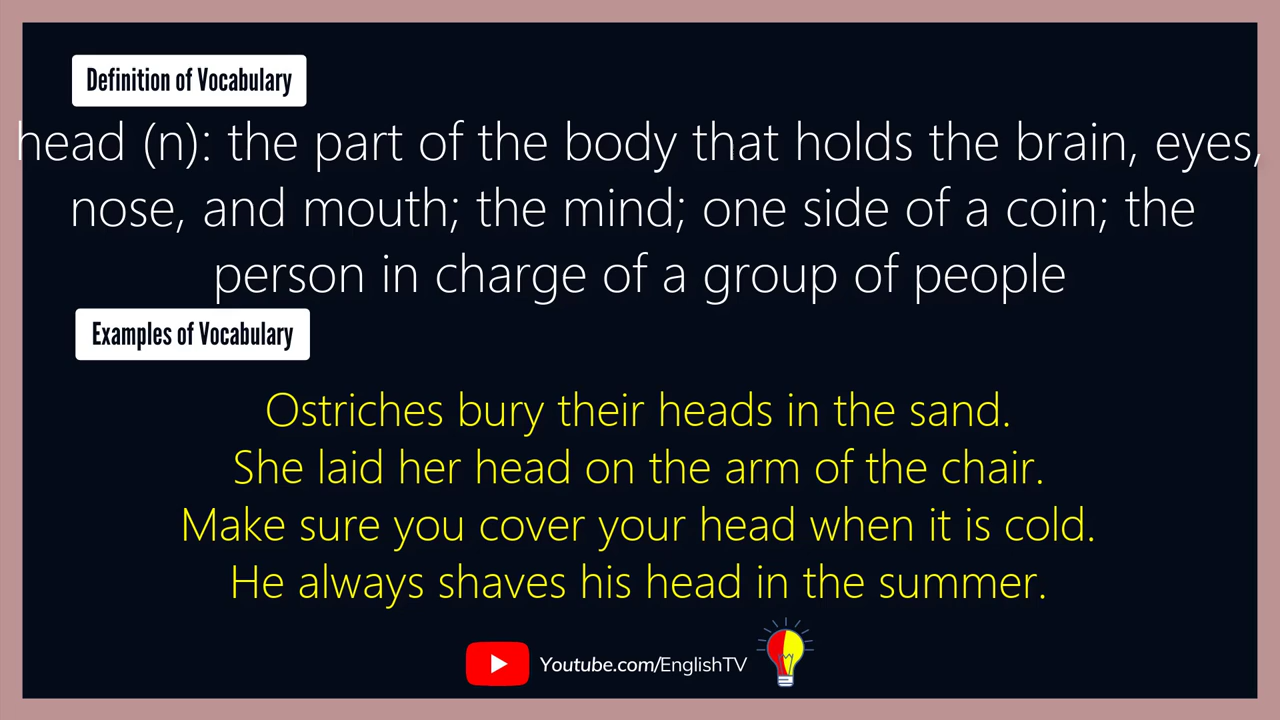 Definition of Vocabulary
head (n): the part of the body that holds the brain, eyes,
nose, and mouth; the mind; one side of a coin; the
person in charge of a group of people
Examples of Vocabulary
Ostriches bury their heads in the sand.
She laid her head on the arm of the chair.
Make sure you cover your head when it is cold.
He always shaves his head in the summer.
Youtube.com/EnglishTV